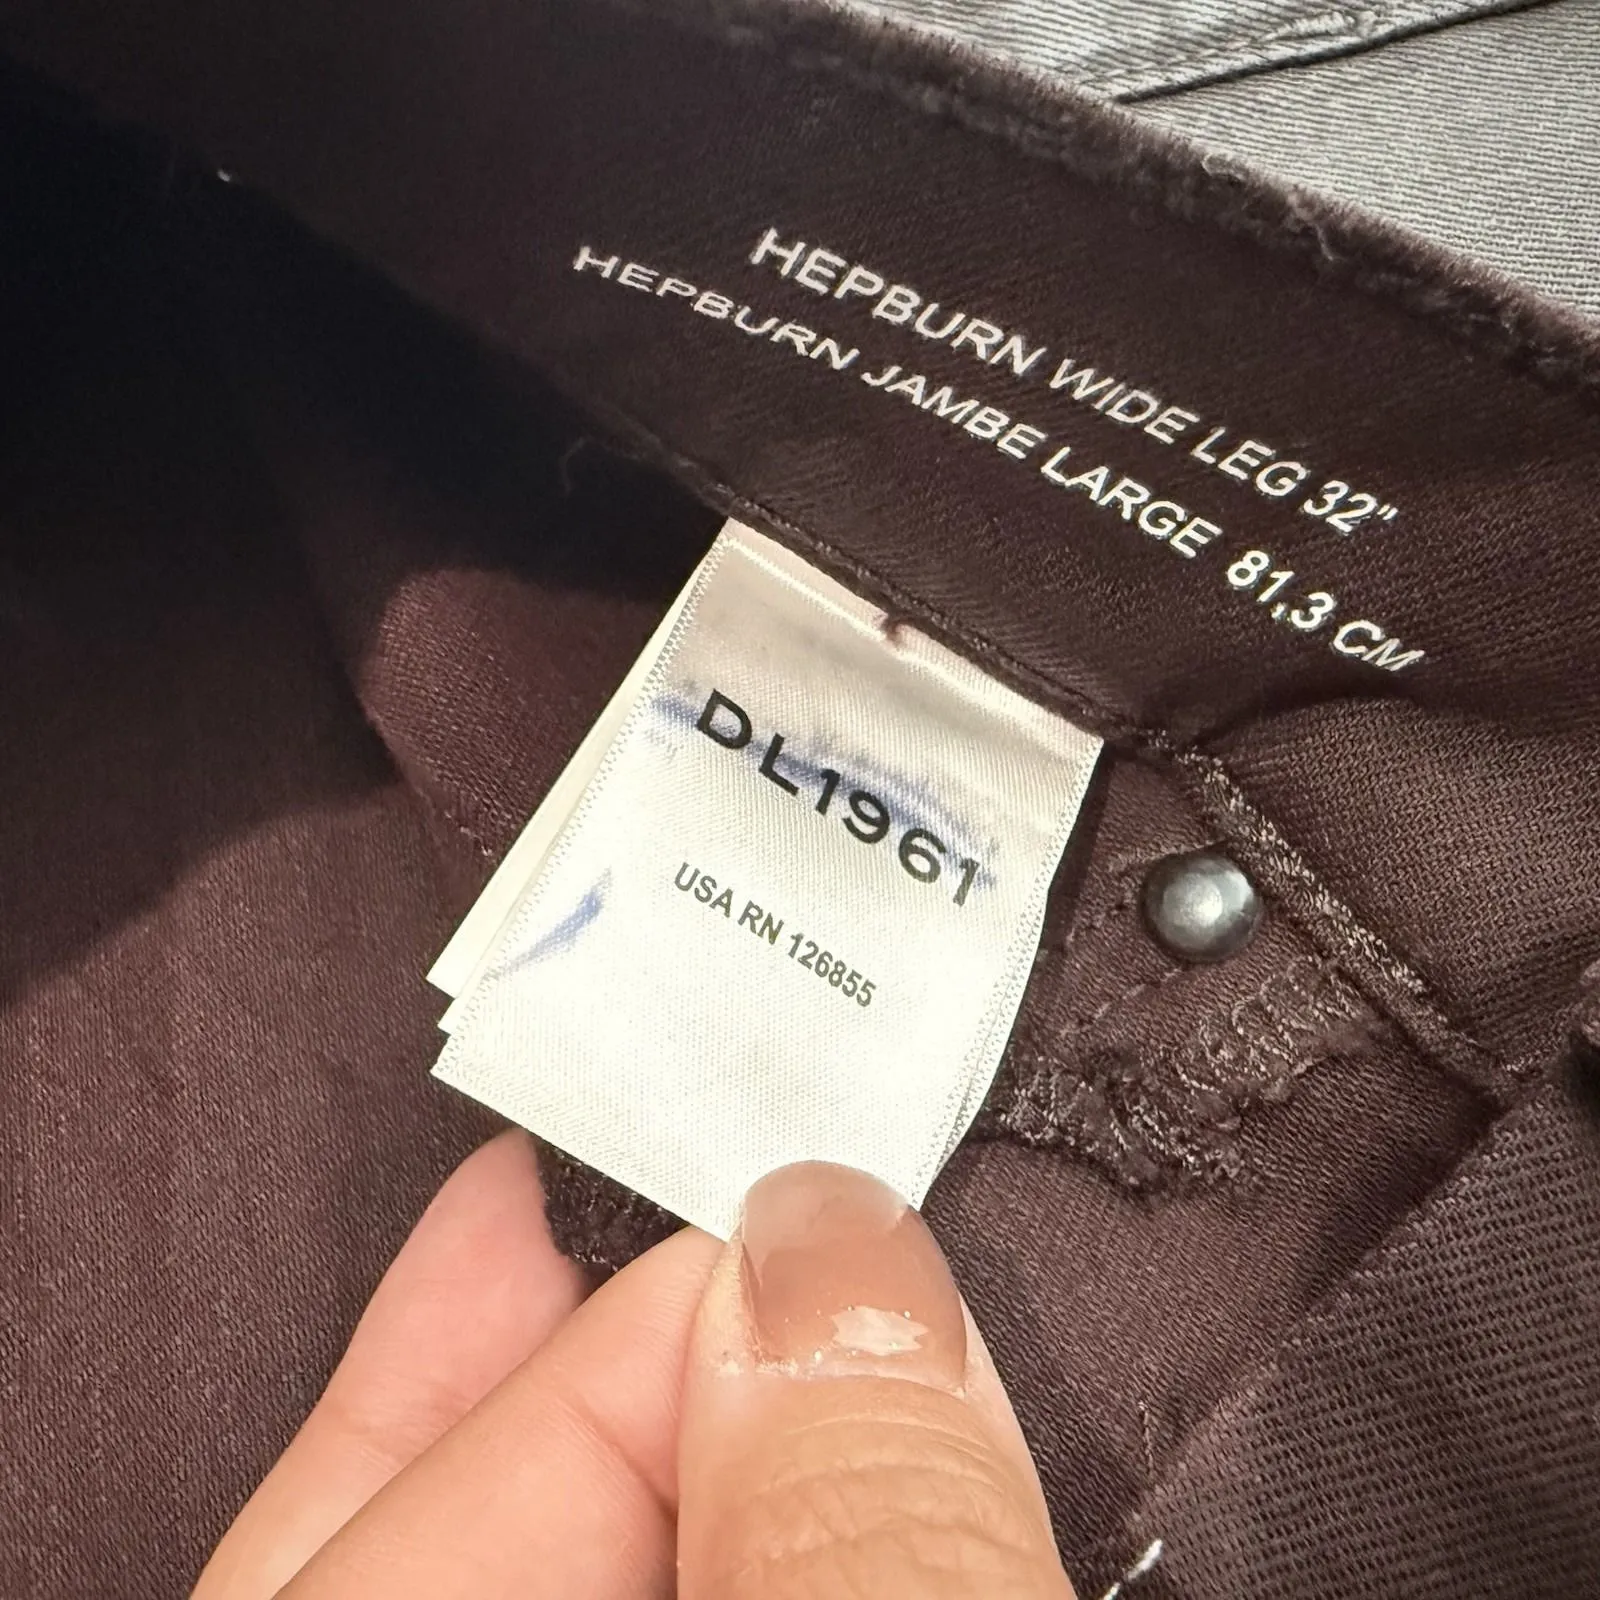 HEPBURN WIDE LEG 32"
HEPBURN JAMBE LARGE 81,3 CM
DL1961
USA RN 126855